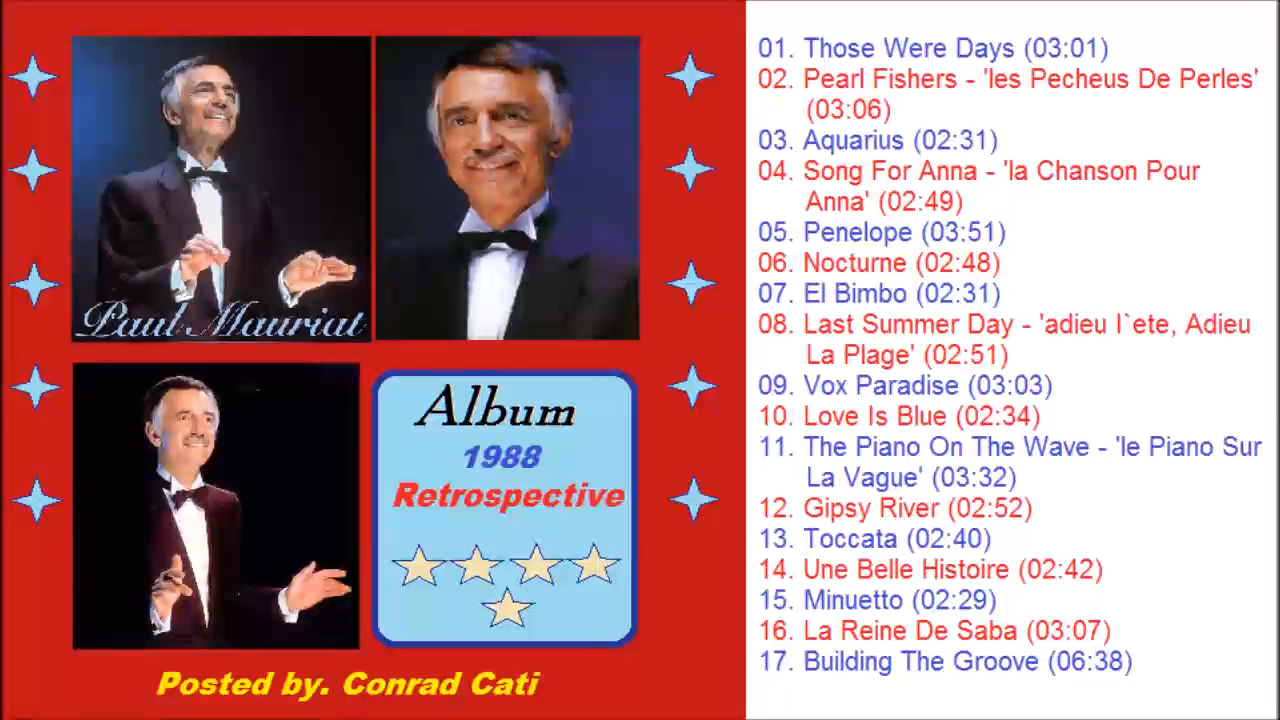 Paul Mauriat
Album
1988
Retrospective
Posted by. Conrad Cati
01. Those Were Days (03:01)
02. Pearl Fishers - 'les Pecheus De Perles'
(03:06)
03. Aquarius (02:31)
04. Song For Anna - 'la Chanson Pour
Anna' (02:49)
05. Penelope (03:51)
06. Nocturne (02:48)
07. El Bimbo (02:31)
08. Last Summer Day - 'adieu l`ete, Adieu
La Plage' (02:51)
09. Vox Paradise (03:03)
10. Love Is Blue (02:34)
11. The Piano On The Wave - 'le Piano Sur
La Vague' (03:32)
12. Gipsy River (02:52)
13. Toccata (02:40)
14. Une Belle Histoire (02:42)
15. Minuetto (02:29)
16. La Reine De Saba (03:07)
17. Building The Groove (06:38)